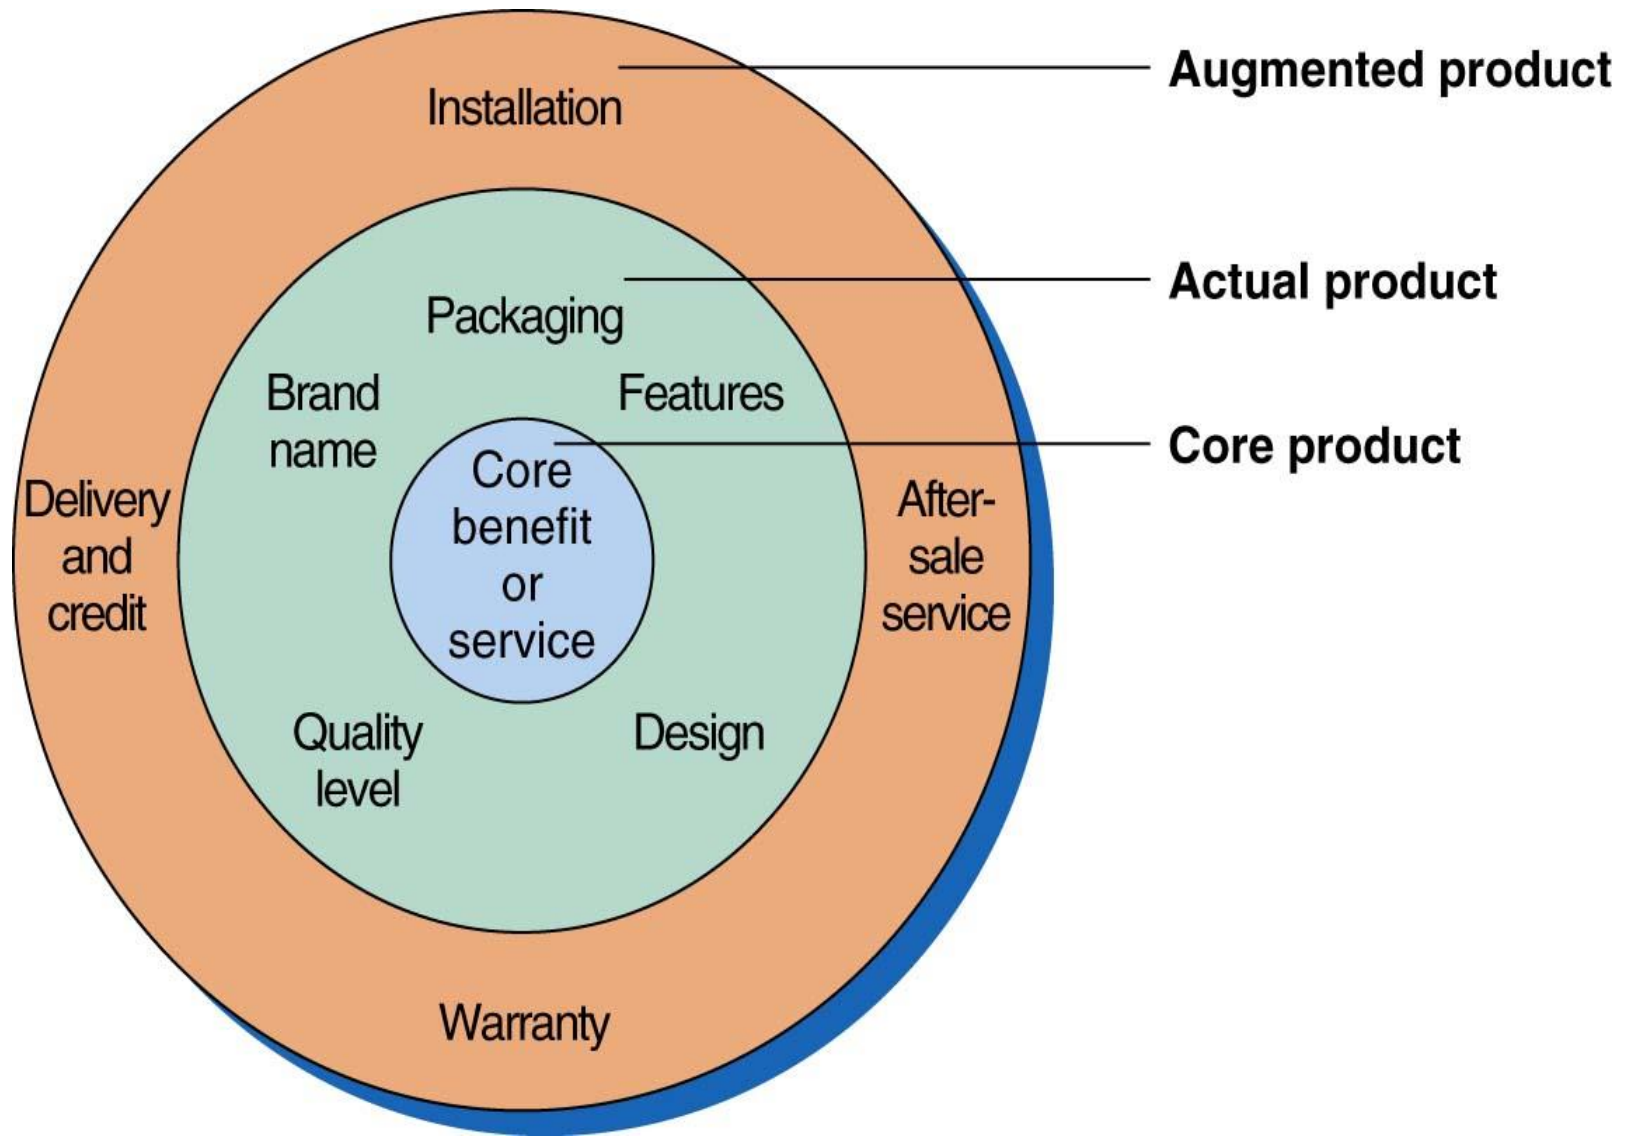 Augmented product
Installation
Actual product
Packaging
Brand
name
Features
Core product
Core
benefit
or
service
Delivery
and
credit
After-
sale
service
Quality
level
Design
Warranty